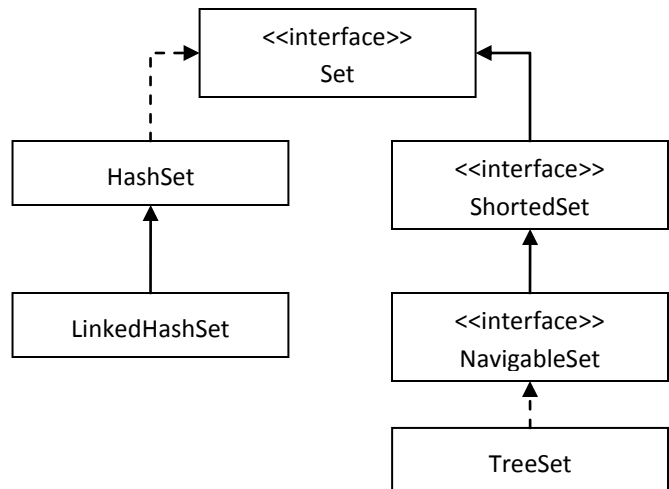 <<interface>>
Set
HashSet
<<interface>>
ShortedSet
LinkedHashSet
<<interface>>
NavigableSet
TreeSet